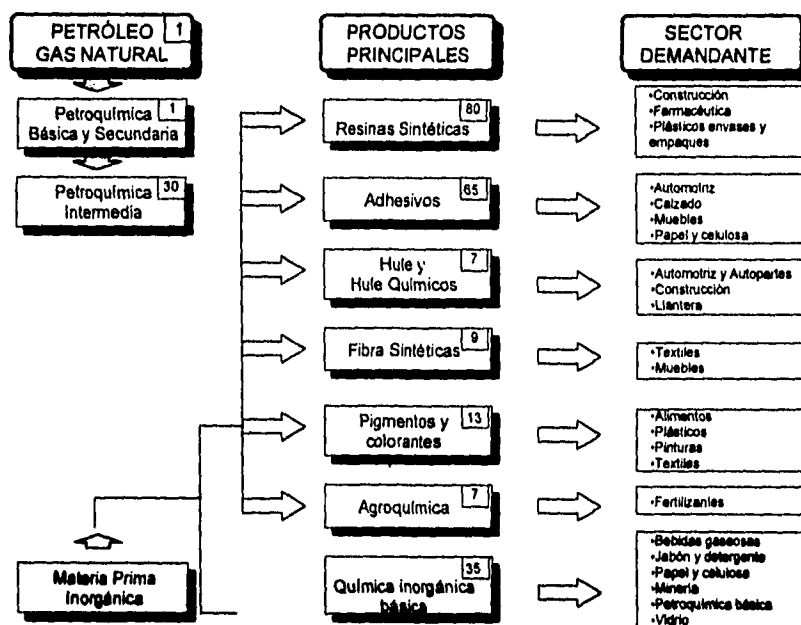 PETRÓLEO 1
GAS NATURAL
Petroquímica 1
Básica y Secundaria
Petroquímica 30
Intermedia
Materia Prima
Inorgánica
PRODUCTOS
PRINCIPALES
80
Resinas Sintéticas
65
Adhesivos
Hule y 7
Hule Químicos
9
Fibra Sintéticas
Pigmentos y 13
colorantes
7
Agroquímica
35
Química inorgánica
básica
SECTOR
DEMANDANTE
•Construcción
•Farmacéutica
•Plásticos envases y
empaques
•Automotriz
•Calzado
•Muebles
•Papel y celulosa
•Automotriz y Autopartes
•Construcción
•Llantera
•Textiles
•Muebles
•Alimentos
•Plásticos
•Pinturas
•Textiles
•Fertilizantes
•Bebidas gaseosas
•Jabón y detergente
•Papel y celulosa
•Minería
•Petroquímica básica
•Vidrio